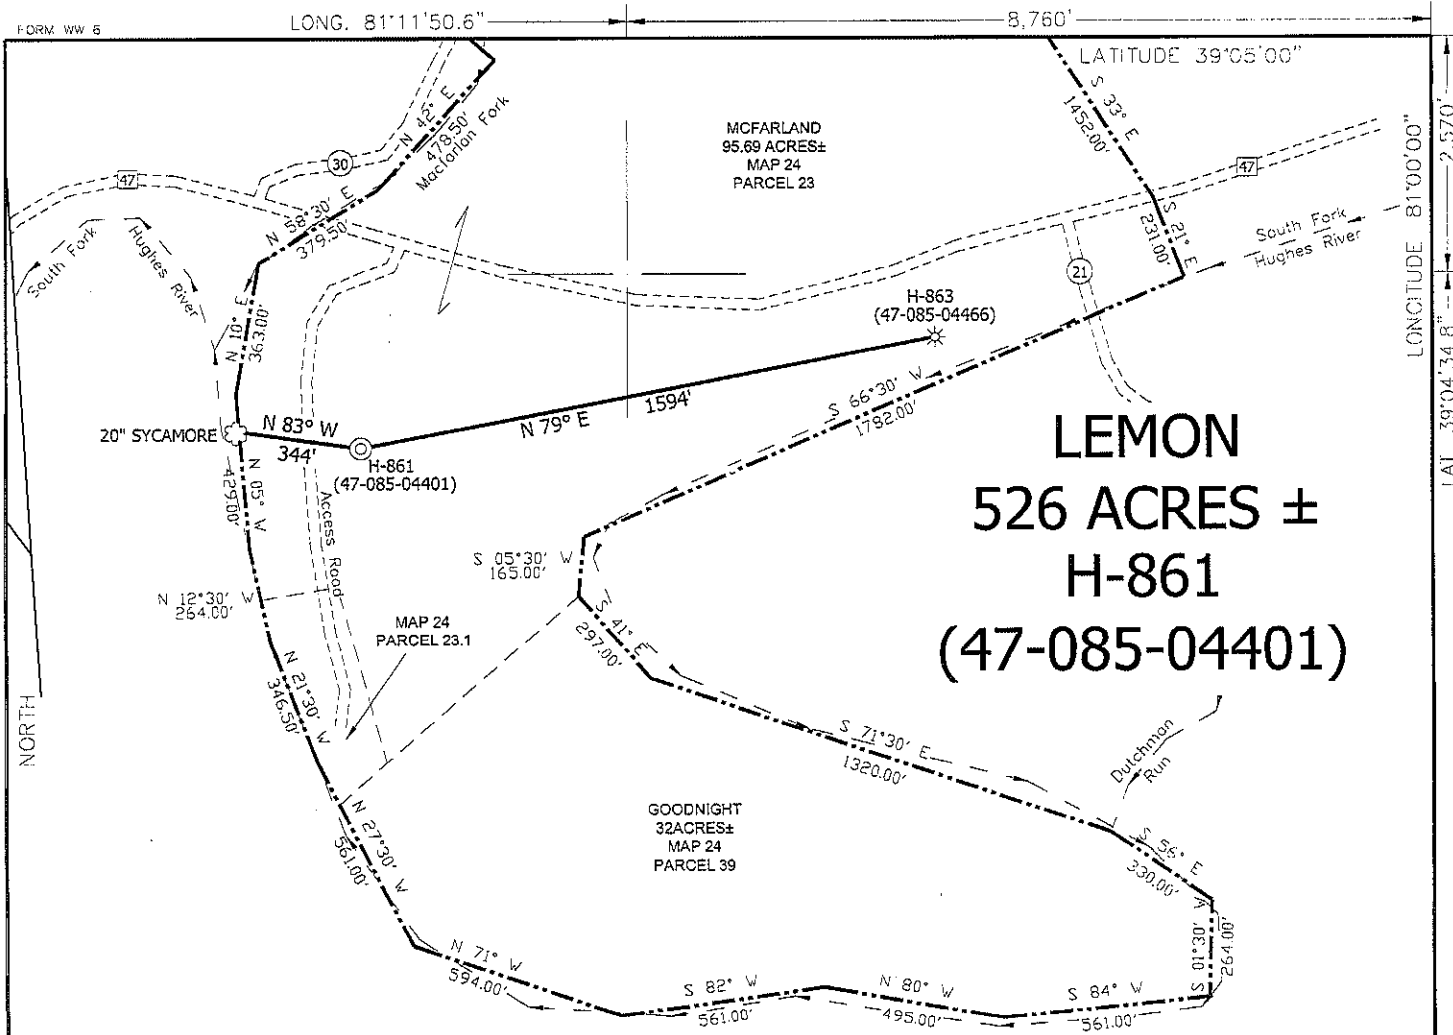 FORM WW 6
LONG. 81°11'50.6"
8,760'
LATITUDE 39°05'00"
2,570'
LONGITUDE 81°00'00"
LAT. 39°04'34.8"
N 42° E
478.50'
Macfarlan Fork
MCFARLAND
95.69 ACRES±
MAP 24
PARCEL 23
S 33° E
1452.00'
30
47
47
N 58°30' E
379.50'
South Fork
Hughes River
S 21° E
231.00'
South Fork
Hughes River
21
N 10° E
363.00'
H-863
(47-085-04466)
S 66°30' W
1782.00'
N 79° E
1594'
20" SYCAMORE
N 83° W
344'
H-861
(47-085-04401)
N 05° W
429.00'
Access Road
LEMON
526 ACRES ±
H-861
(47-085-04401)
S 05°30' W
165.00'
N 12°30' W
264.00'
S 41° E
297.00'
MAP 24
PARCEL 23.1
N 21°30' W
346.50'
NORTH
S 71°30' E
1320.00'
Dutchman
Run
GOODNIGHT
32ACRES±
MAP 24
PARCEL 39
N 27°30' W
561.00'
S 56° E
330.00'
S 01°30' W
264.00'
N 71° W
594.00'
S 82° W
561.00'
N 80° W
495.00'
S 84° W
561.00'